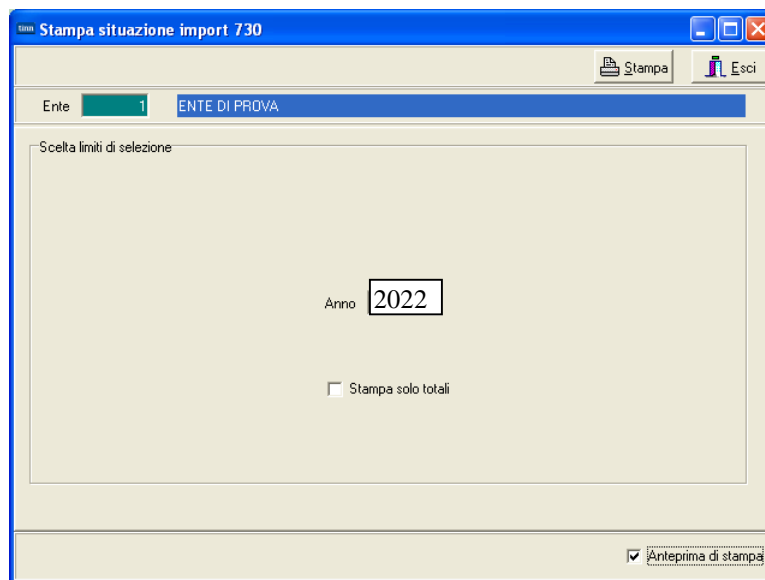 tinn Stampa situazione import 730
Stampa Esci
Ente 1 ENTE DI PROVA
Scelta limiti di selezione
Anno 2022
Stampa solo totali
Anteprima di stampa